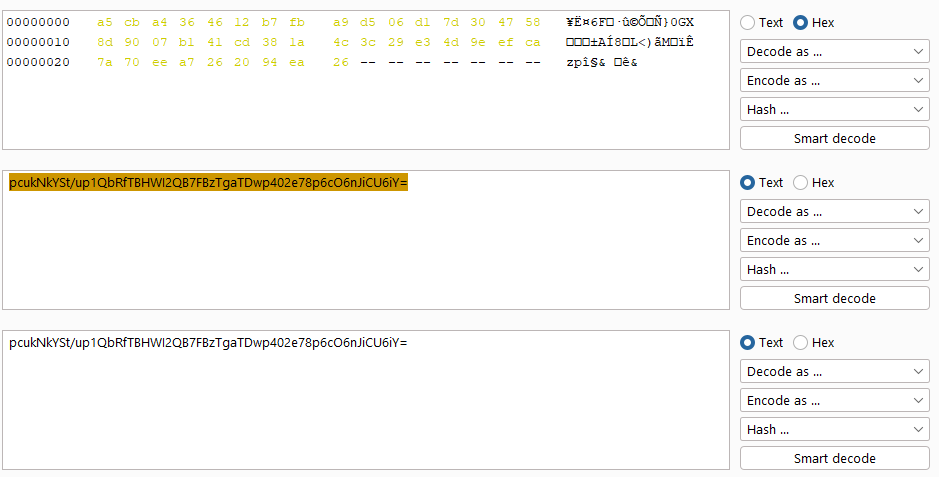 00000000 a5 cb a4 36 46 12 b7 fb a9 d5 06 d1 7d 30 47 58 ¥Ë¤6F□·û©Õ□Ñ}0GX
00000010 8d 90 07 b1 41 cd 38 1a 4c 3c 29 e3 4d 9e ef ca □□□±AÍ8□L<)ãM□ïÊ
00000020 7a 70 ee a7 26 20 94 ea 26 -- -- -- -- -- -- -- zpî§& □ê&
Text Hex
Decode as ...
Encode as ...
Hash ...
Smart decode
pcukNkYSt/up1QbRfTBHWI2QB7FBzTgaTDwp402e78p6cO6nJiCU6iY=
Text Hex
Decode as ...
Encode as ...
Hash ...
Smart decode
pcukNkYSt/up1QbRfTBHWI2QB7FBzTgaTDwp402e78p6cO6nJiCU6iY=
Text Hex
Decode as ...
Encode as ...
Hash ...
Smart decode